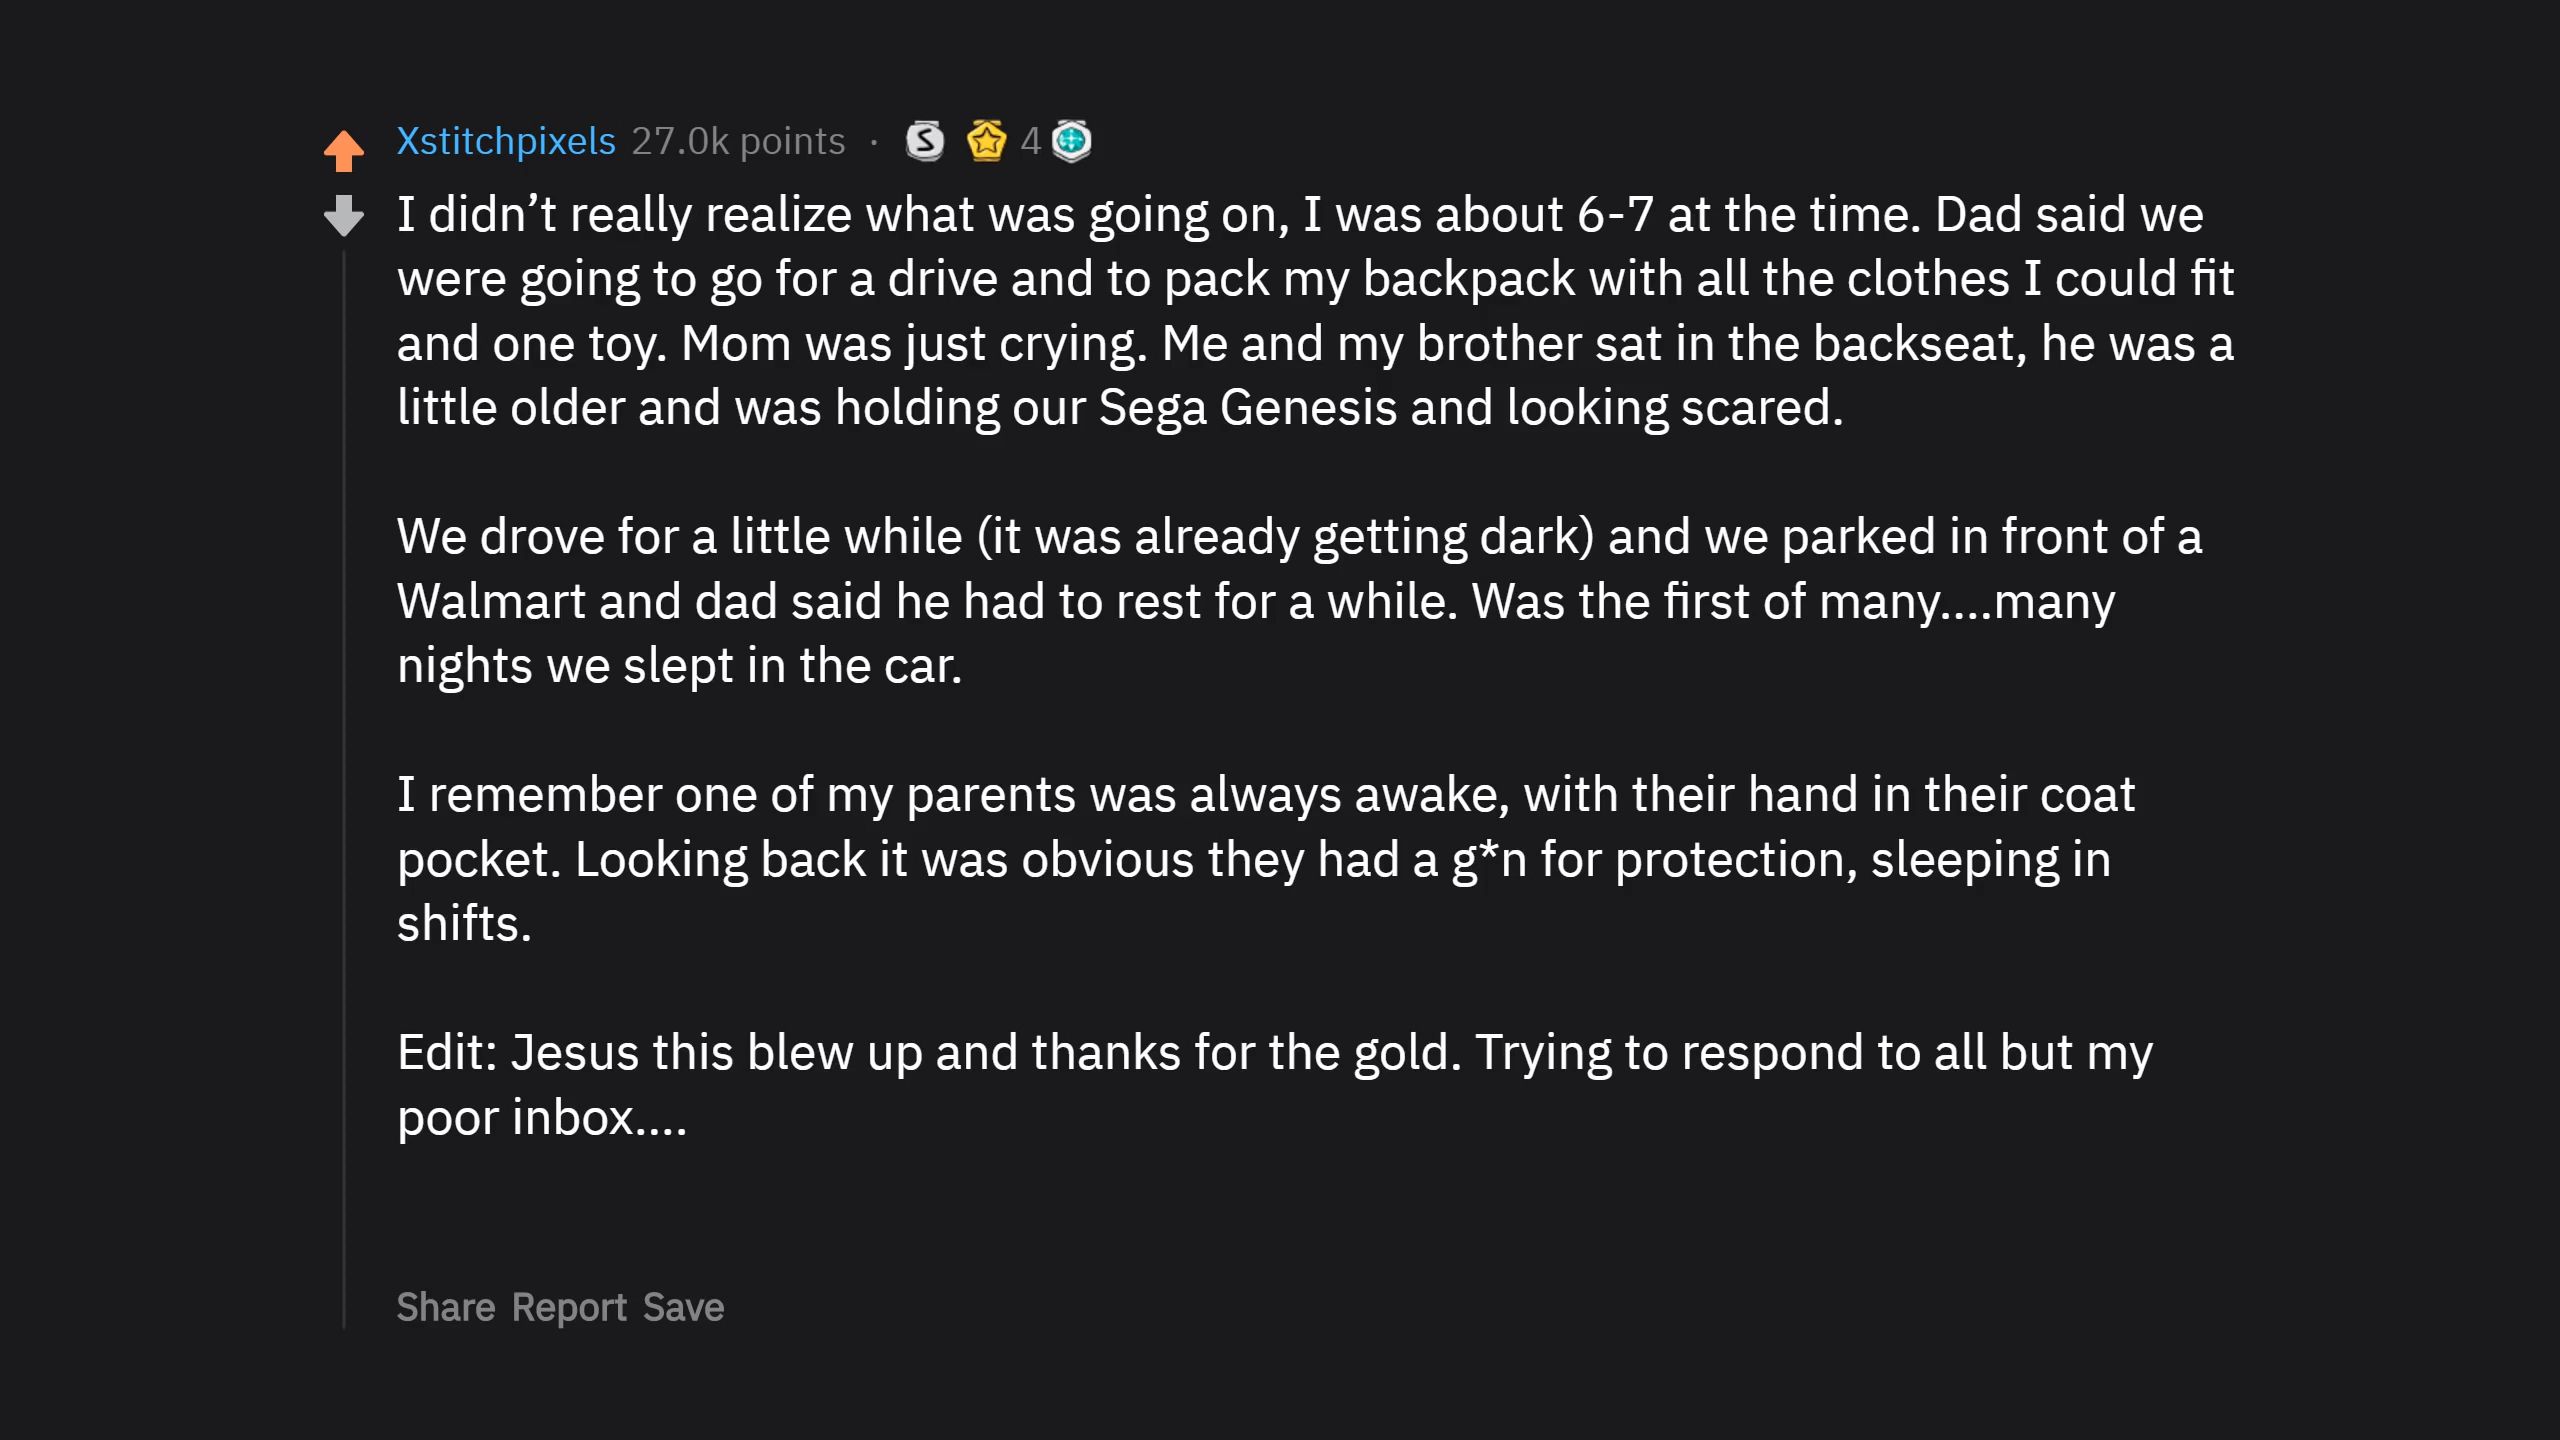 Xstitchpixels 27.0k points · S 4
I didn’t really realize what was going on, I was about 6-7 at the time. Dad said we
were going to go for a drive and to pack my backpack with all the clothes I could fit
and one toy. Mom was just crying. Me and my brother sat in the backseat, he was a
little older and was holding our Sega Genesis and looking scared.
We drove for a little while (it was already getting dark) and we parked in front of a
Walmart and dad said he had to rest for a while. Was the first of many....many
nights we slept in the car.
I remember one of my parents was always awake, with their hand in their coat
pocket. Looking back it was obvious they had a g*n for protection, sleeping in
shifts.
Edit: Jesus this blew up and thanks for the gold. Trying to respond to all but my
poor inbox....
Share Report Save